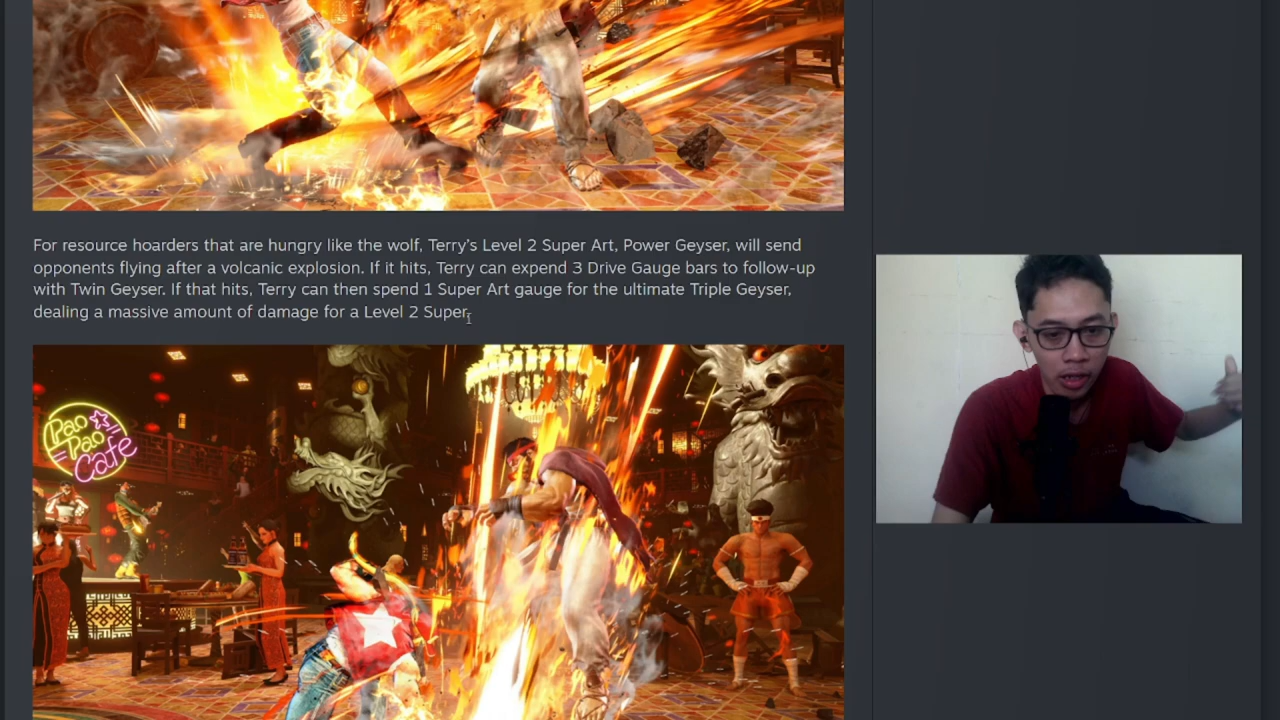 For resource hoarders that are hungry like the wolf, Terry’s Level 2 Super Art, Power Geyser, will send
opponents flying after a volcanic explosion. If it hits, Terry can expend 3 Drive Gauge bars to follow-up
with Twin Geyser. If that hits, Terry can then spend 1 Super Art gauge for the ultimate Triple Geyser,
dealing a massive amount of damage for a Level 2 Super.
Pao
Pao
Cafe